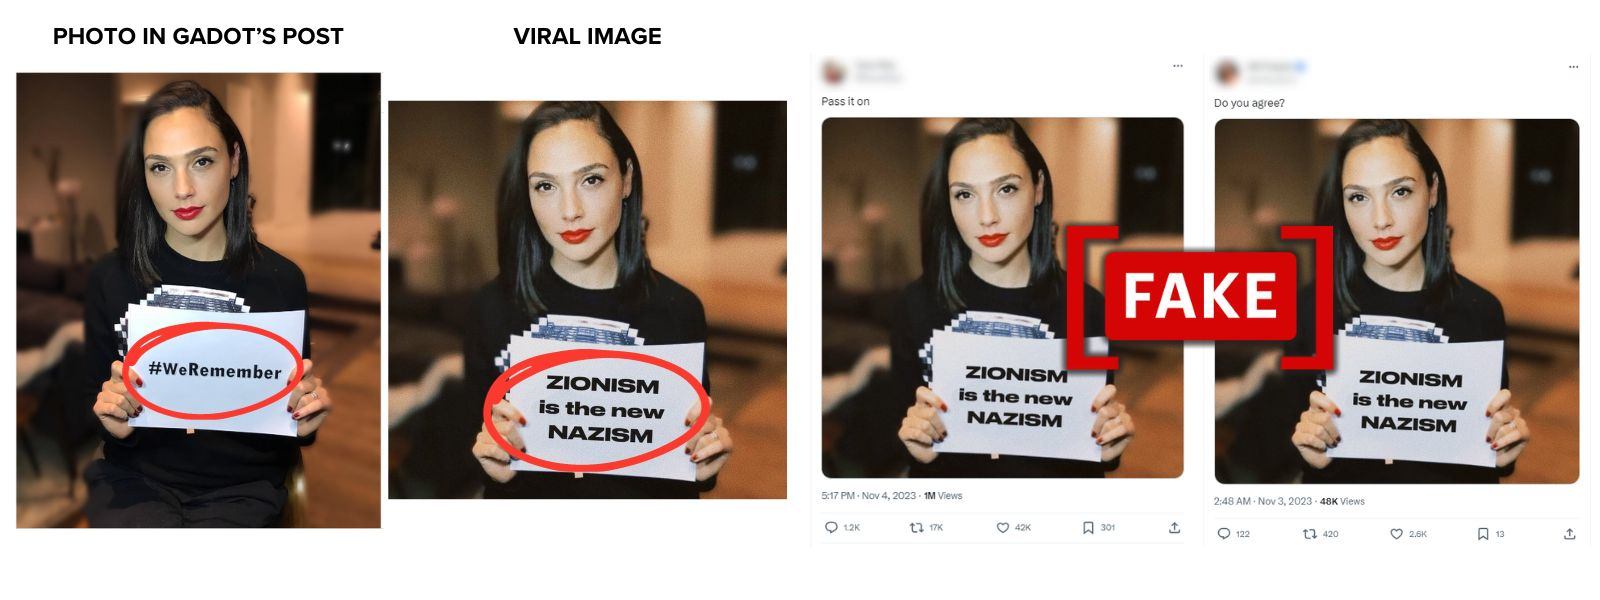 PHOTO IN GADOT'S POST
#WeRemember
VIRAL IMAGE
ZIONISM
is the new
NAZISM
Pass it on
ZIONISM
is the new
NAZISM
5:17 PM · Nov 4, 2023 · 1M Views
1.2K 17K 42K 301
FAKE
Do you agree?
ZIONISM
is the new
NAZISM
2:48 AM · Nov 3, 2023 · 48K Views
122 420 2.6K 13